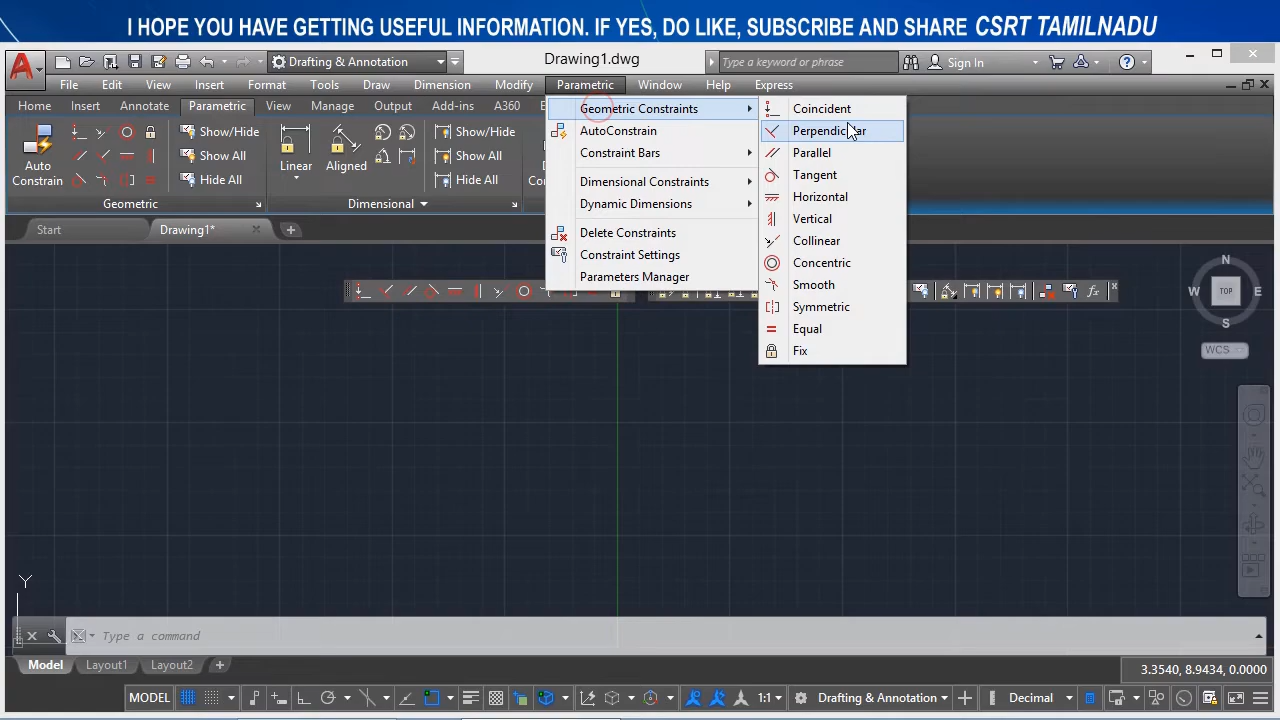 I HOPE YOU HAVE GETTING USEFUL INFORMATION. IF YES, DO LIKE, SUBSCRIBE AND SHARE CSRT TAMILNADU
Drafting & Annotation
Drawing1.dwg
Type a keyword or phrase
Sign In
File Edit View Insert Format Tools Draw Dimension Modify Parametric Window Help Express
Home Insert Annotate Parametric View Manage Output Add-ins A360
Auto Constrain
Show/Hide
Show All
Hide All
Geometric
Linear
Aligned
Show/Hide
Show All
Hide All
Dimensional
Geometric Constraints
AutoConstrain
Constraint Bars
Dimensional Constraints
Dynamic Dimensions
Delete Constraints
Constraint Settings
Parameters Manager
Coincident
Perpendicular
Parallel
Tangent
Horizontal
Vertical
Collinear
Concentric
Smooth
Symmetric
Equal
Fix
Start
Drawing1*
N
W TOP E
S
WCS
Y
Type a command
Model Layout1 Layout2
3.3540, 8.9434, 0.0000
MODEL
1:1
Drafting & Annotation
Decimal